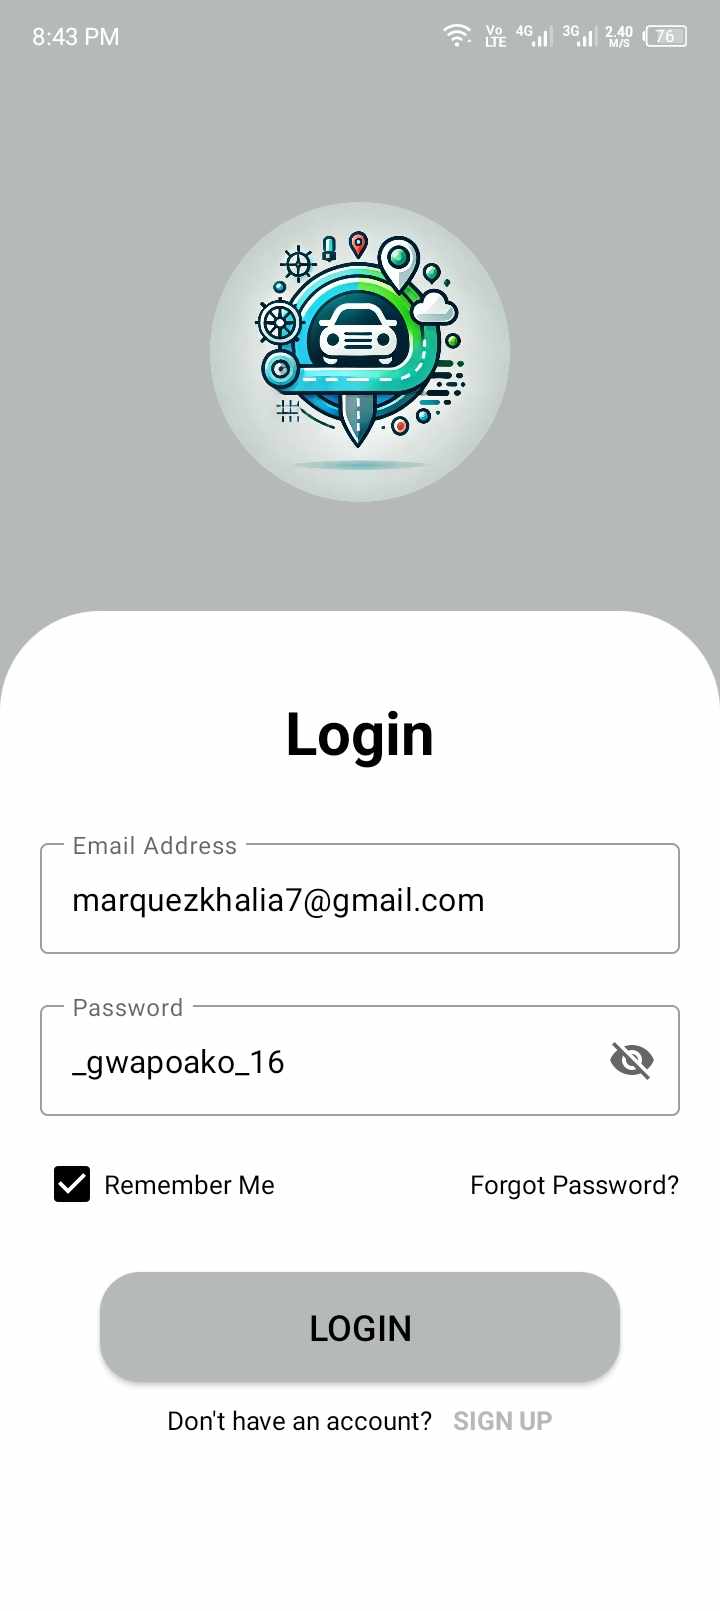 8:43 PM Vo LTE 4G 3G 2.40 M/S 76
Login
Email Address
marquezkhalia7@gmail.com
Password
_gwapoako_16
Remember Me Forgot Password?
LOGIN
Don't have an account? SIGN UP